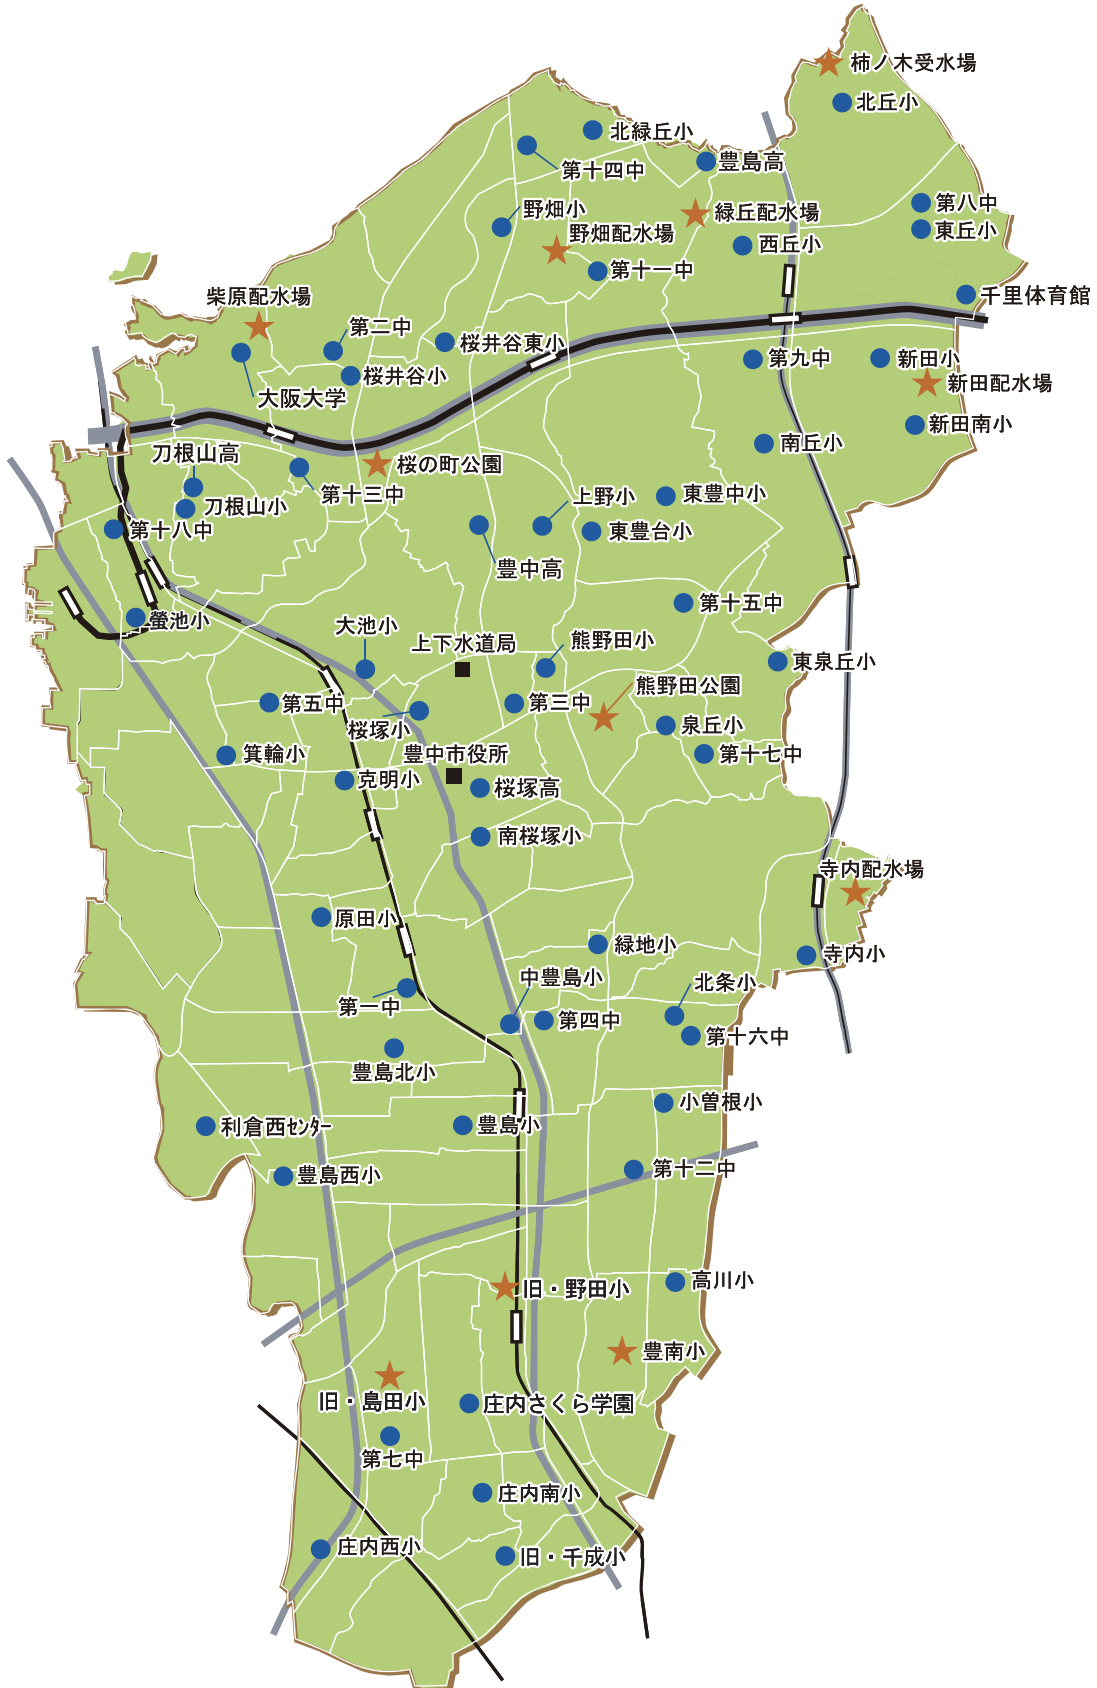 柿ノ木受水場
北丘小
北緑丘小
第十四中
豊島高
第八中
野畑小
緑丘配水場
東丘小
野畑配水場
西丘小
第十一中
柴原配水場
千里体育館
第二中
桜井谷東小
第九中
新田小
桜井谷小
新田配水場
大阪大学
新田南小
南丘小
刀根山高
桜の町公園
第十三中
東豊中小
上野小
刀根山小
第十八中
東豊台小
豊中高
第十五中
螢池小
大池小
上下水道局
熊野田小
東泉丘小
熊野田公園
第五中
第三中
桜塚小
泉丘小
箕輪小
豊中市役所
第十七中
克明小
桜塚高
南桜塚小
寺内配水場
原田小
緑地小
寺内小
中豊島小
北条小
第一中
第四中
第十六中
豊島北小
小曽根小
利倉西ｾﾝﾀｰ
豊島小
第十二中
豊島西小
高川小
旧・野田小
豊南小
旧・島田小
庄内さくら学園
第七中
庄内南小
庄内西小
旧・千成小